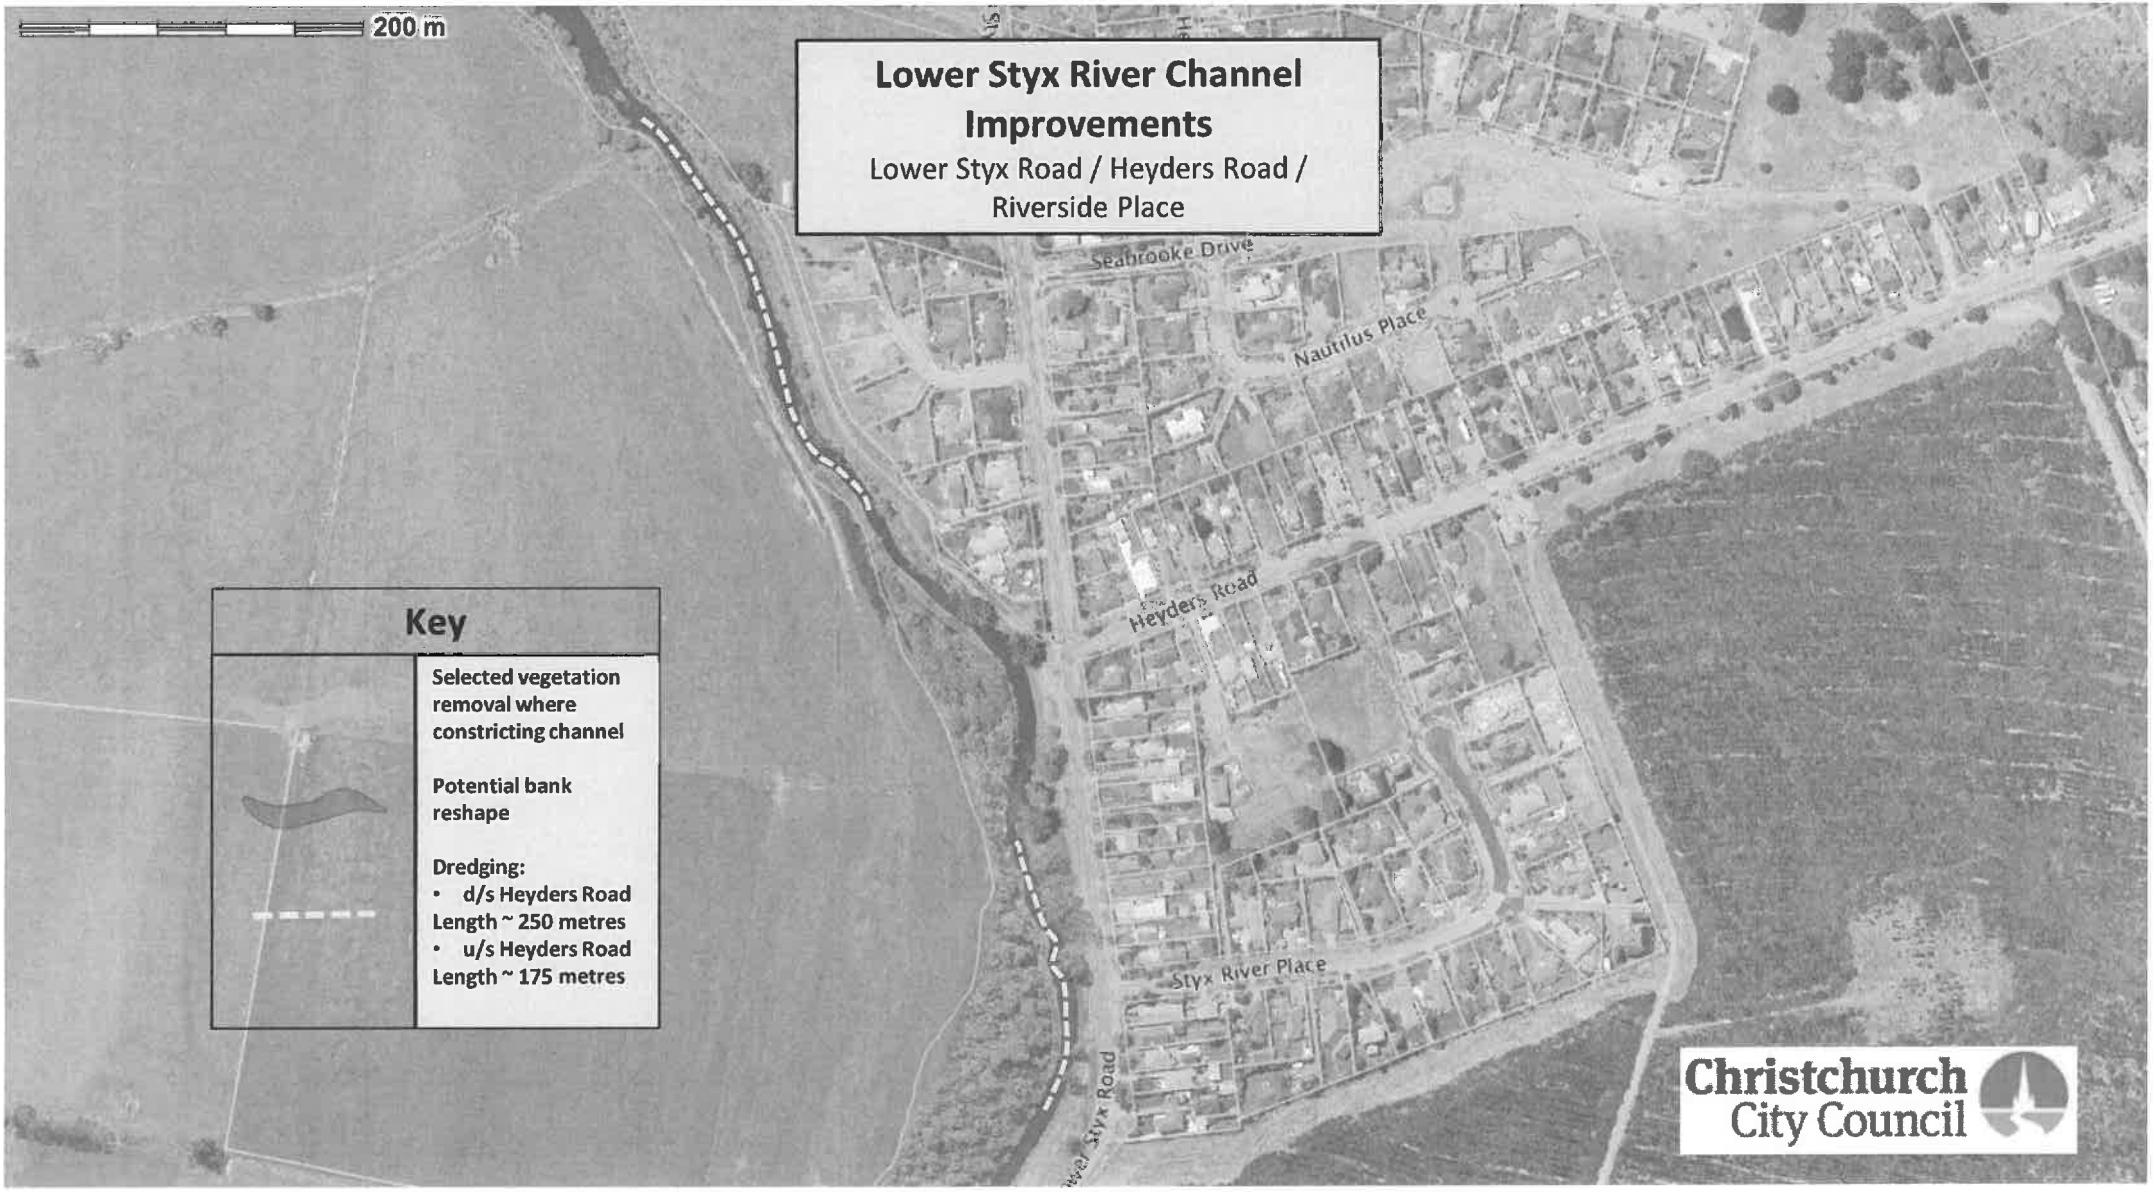 200 m
Lower Styx River Channel
Improvements
Lower Styx Road / Heyders Road /
Riverside Place
Seabrooke Drive
Nautilus Place
Heyders Road
Key
Selected vegetation
removal where
constricting channel
Potential bank
reshape
Dredging:
• d/s Heyders Road
Length ~ 250 metres
• u/s Heyders Road
Length ~ 175 metres
Styx River Place
Styx Road
Christchurch
City Council